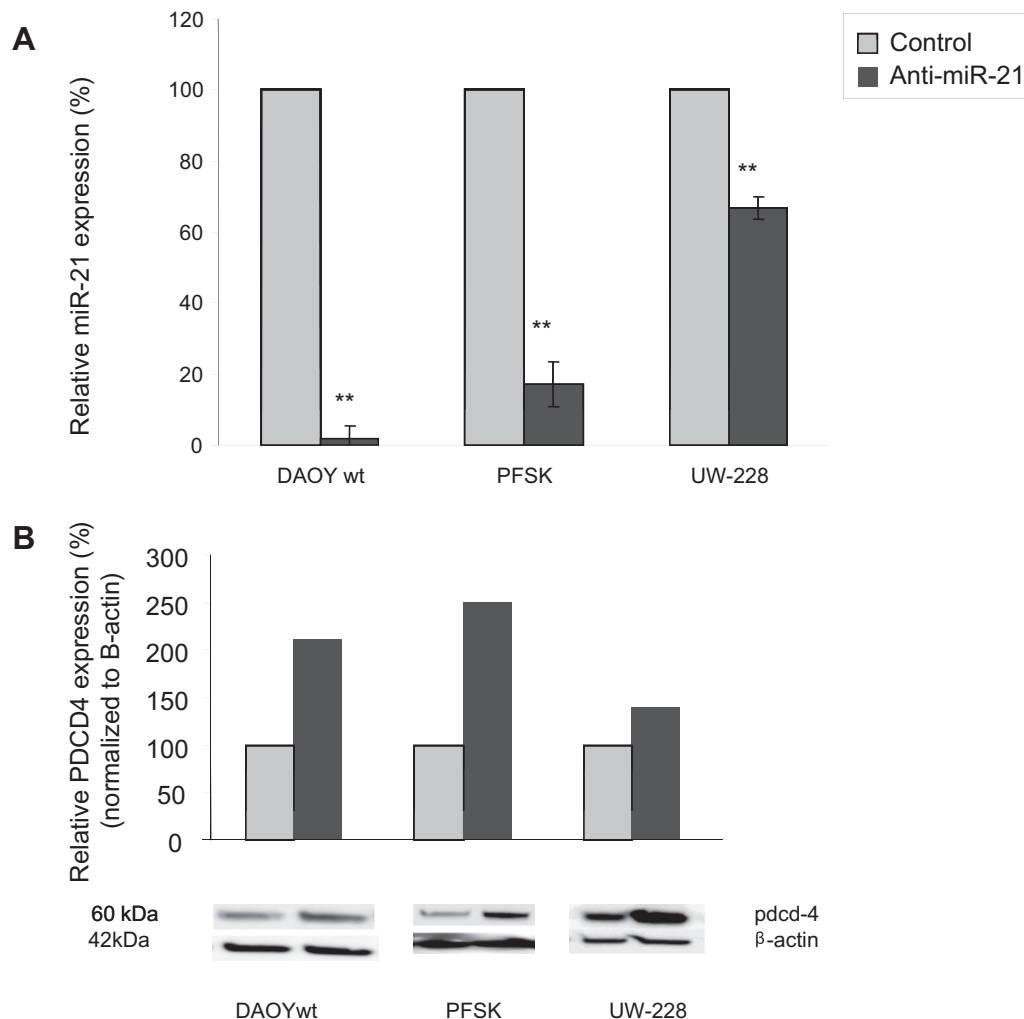 A
Relative miR-21 expression (%)
120
100
80
60
40
20
0
**
**
**
DAOY wt
PFSK
UW-228
Control
Anti-miR-21
B
Relative PDCD4 expression (%)
(normalized to B-actin)
300
250
200
150
100
50
0
60 kDa
42kDa
pdcd-4
β-actin
DAOYwt
PFSK
UW-228